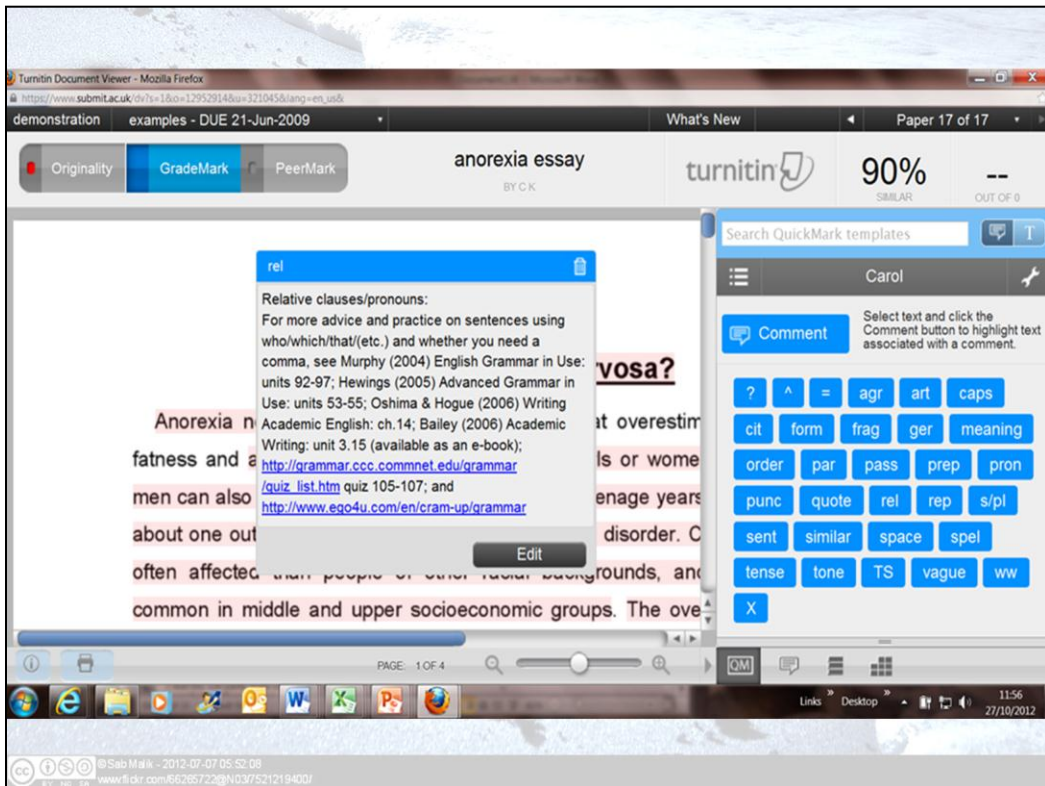 Turnitin Document Viewer - Mozilla Firefox
https://www.submit.ac.uk/dv?s=1&o=12952914&u=321045&lang=en_us&
demonstration examples - DUE 21-Jun-2009 What's New Paper 17 of 17
Originality GradeMark PeerMark
anorexia essay
BY C K
turnitin
90%
SIMILAR
--
OUT OF 0
rel
Relative clauses/pronouns:
For more advice and practice on sentences using
who/which/that/(etc.) and whether you need a
comma, see Murphy (2004) English Grammar in Use:
units 92-97; Hewings (2005) Advanced Grammar in
Use: units 53-55; Oshima & Hogue (2006) Writing
Academic English: ch.14; Bailey (2006) Academic
Writing: unit 3.15 (available as an e-book);
http://grammar.ccc.commnet.edu/grammar
/quiz_list.htm quiz 105-107; and
http://www.ego4u.com/en/cram-up/grammar
Edit
vosa?
Anorexia n at overestim
fatness and a ls or wome
men can also enage years
about one out disorder. C
often affected than people of other racial backgrounds, and
common in middle and upper socioeconomic groups. The ove
PAGE: 1 OF 4
Search QuickMark templates
T
Carol
Comment
Select text and click the
Comment button to highlight text
associated with a comment.
? ^ = agr art caps
cit form frag ger meaning
order par pass prep pron
punc quote rel rep s/pl
sent similar space spel
tense tone TS vague ww
X
QM
Links Desktop
11:56
27/10/2012
cc BY NC SA
©Sab Malik - 2012-07-07 05:52:08
www.flickr.com/66265722@N03/7521219400/